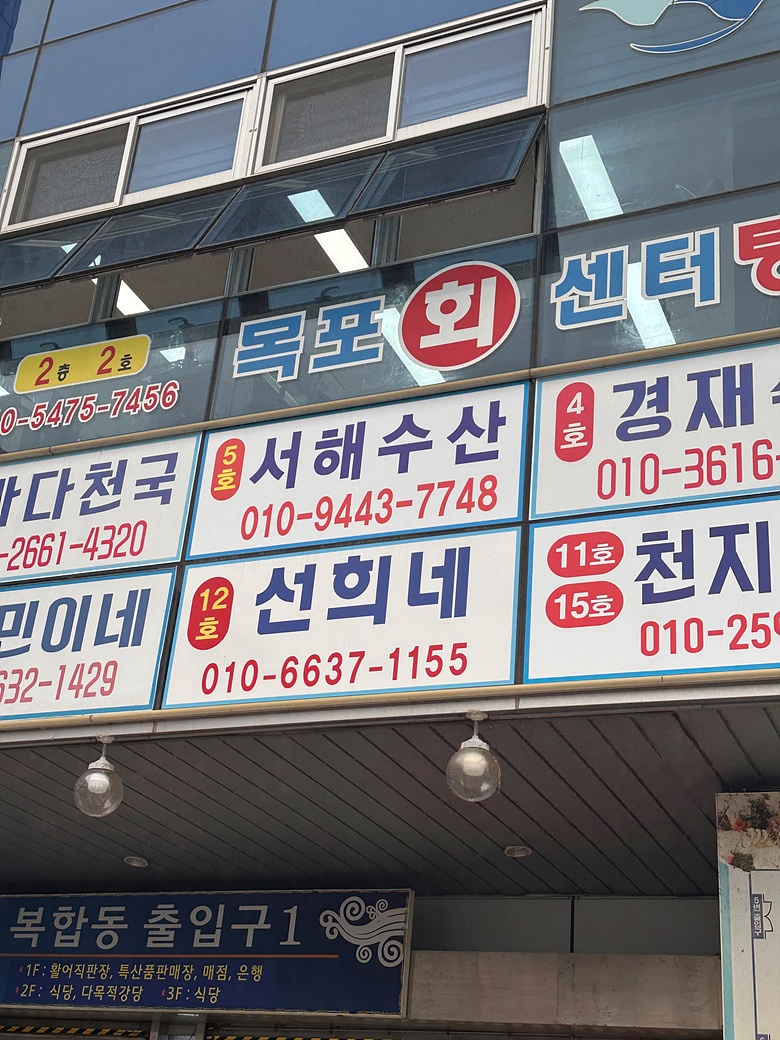 2층 2호
0-5475-7456
목포회센터
다천국
-2661-4320
5호 서해수산
010-9443-7748
4호 경재
010-3616-
민이네
632-1429
12호 선희네
010-6637-1155
11호 15호 천지
010-259
복합동 출입구1
1F : 활어직판장, 특산품판매장, 매점, 은행
2F : 식당, 다목적강당 3F : 식당